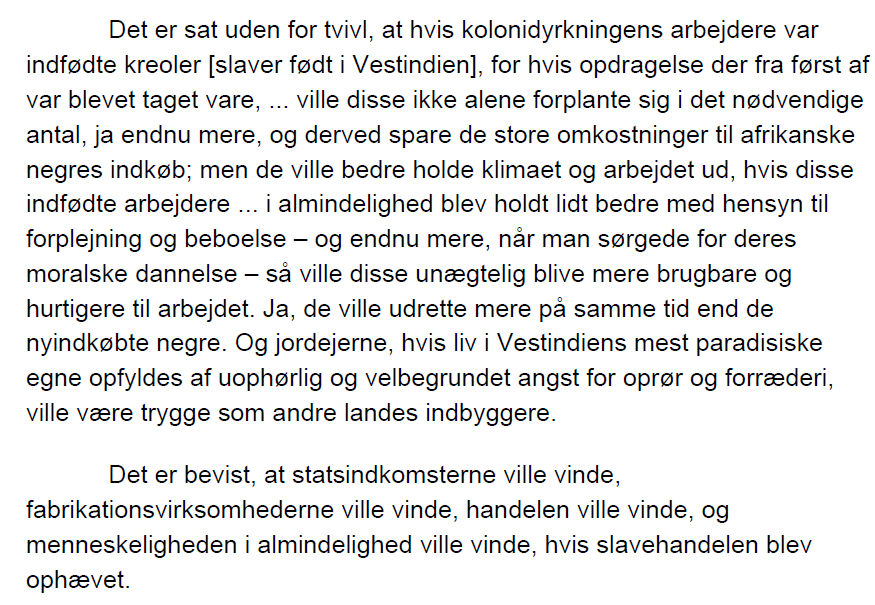 Det er sat uden for tvivl, at hvis kolonidyrkningens arbejdere var
indfødte kreoler [slaver født i Vestindien], for hvis opdragelse der fra først af
var blevet taget vare, ... ville disse ikke alene forplante sig i det nødvendige
antal, ja endnu mere, og derved spare de store omkostninger til afrikanske
negres indkøb; men de ville bedre holde klimaet og arbejdet ud, hvis disse
indfødte arbejdere ... i almindelighed blev holdt lidt bedre med hensyn til
forplejning og beboelse – og endnu mere, når man sørgede for deres
moralske dannelse – så ville disse unægtelig blive mere brugbare og
hurtigere til arbejdet. Ja, de ville udrette mere på samme tid end de
nyindkøbte negre. Og jordejerne, hvis liv i Vestindiens mest paradisiske
egne opfyldes af uophørlig og velbegrundet angst for oprør og forræderi,
ville være trygge som andre landes indbyggere.
Det er bevist, at statsindkomsterne ville vinde,
fabrikationsvirksomhederne ville vinde, handelen ville vinde, og
menneskeligheden i almindelighed ville vinde, hvis slavehandelen blev
ophævet.